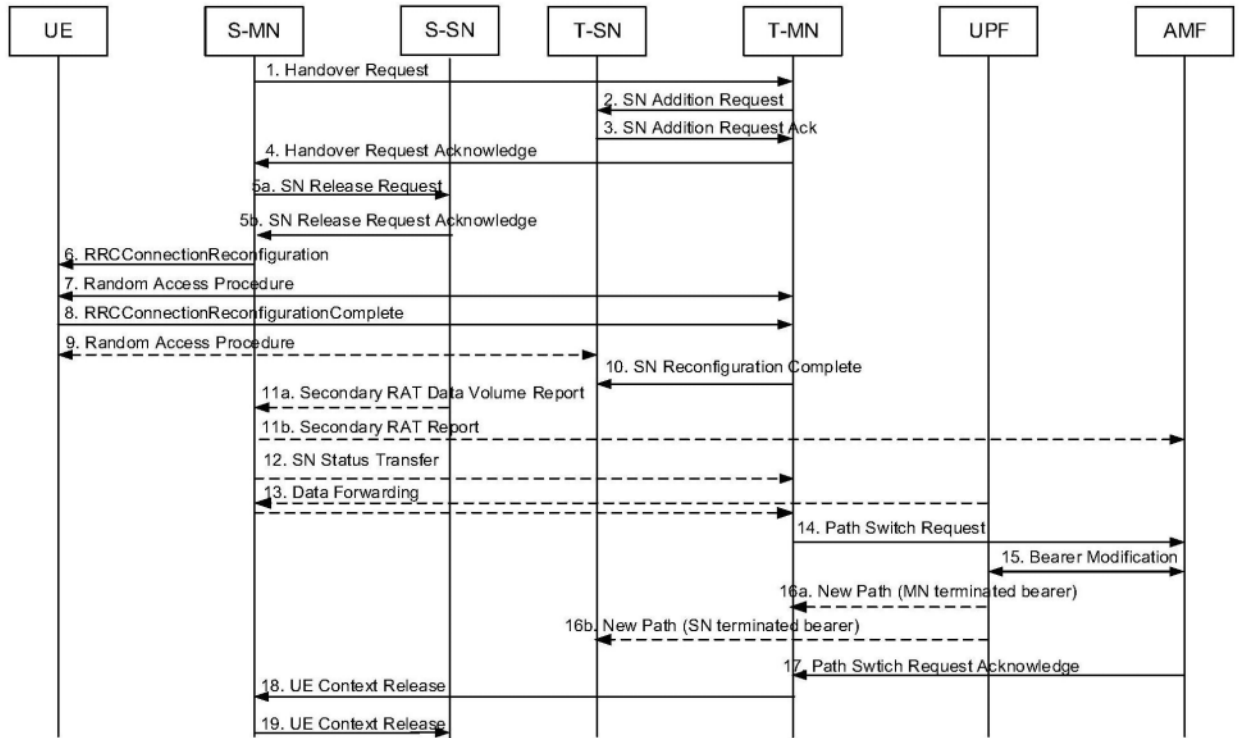 UE
S-MN
S-SN
T-SN
T-MN
UPF
AMF
1. Handover Request
2. SN Addition Request
3. SN Addition Request Ack
4. Handover Request Acknowledge
5a. SN Release Request
5b. SN Release Request Acknowledge
6. RRCConnectionReconfiguration
7. Random Access Procedure
8. RRCConnectionReconfigurationComplete
9. Random Access Procedure
10. SN Reconfiguration Complete
11a. Secondary RAT Data Volume Report
11b. Secondary RAT Report
12. SN Status Transfer
13. Data Forwarding
14. Path Switch Request
15. Bearer Modification
16a. New Path (MN terminated bearer)
16b. New Path (SN terminated bearer)
17. Path Swtich Request Acknowledge
18. UE Context Release
19. UE Context Release